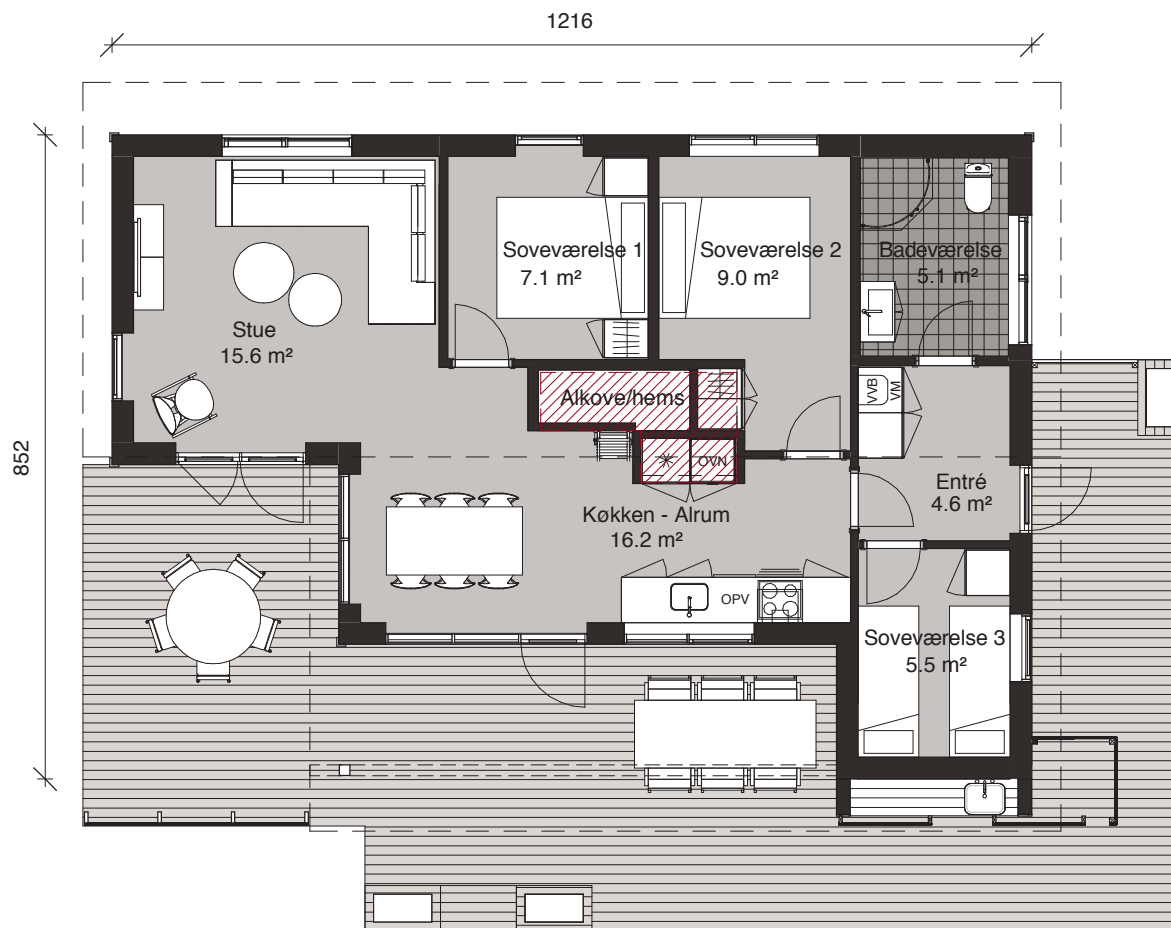 1216
852
Soveværelse 1
7.1 m²
Soveværelse 2
9.0 m²
Badeværelse
5.1 m²
Stue
15.6 m²
Alkove/hems
VVB
VM
OVN
Entré
4.6 m²
Køkken - Alrum
16.2 m²
OPV
Soveværelse 3
5.5 m²